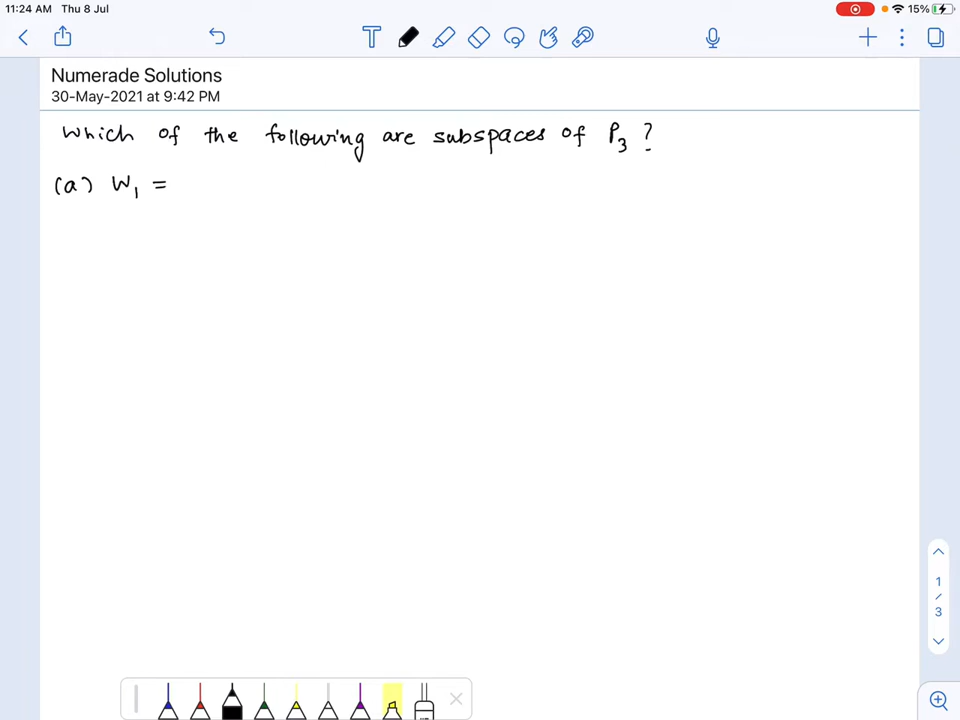 11:24 AM Thu 8 Jul
15%
T
Numerade Solutions
30-May-2021 at 9:42 PM
Which of the following are subspaces of P₃ ?
(a) W₁ =
1
/
3